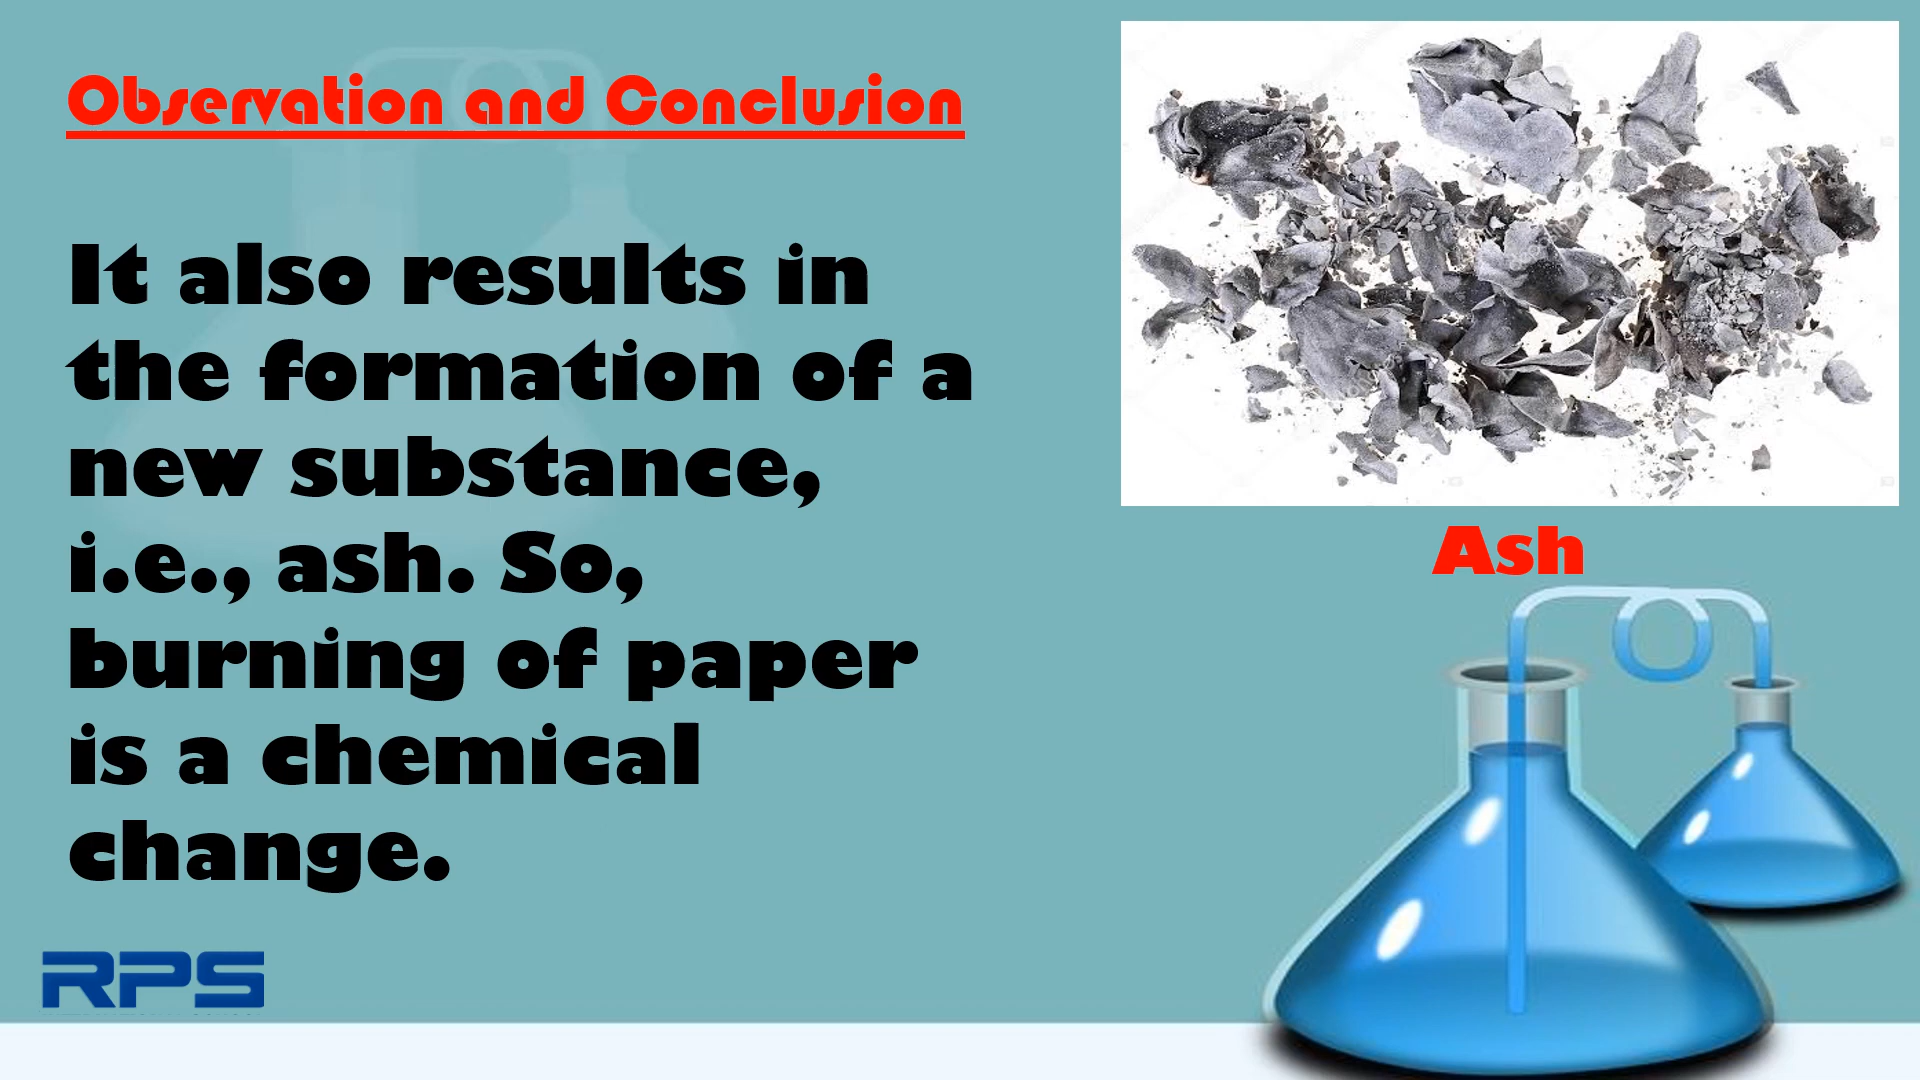 Observation and Conclusion
It also results in
the formation of a
new substance,
i.e., ash. So,
burning of paper
is a chemical
change.
Ash
RPS